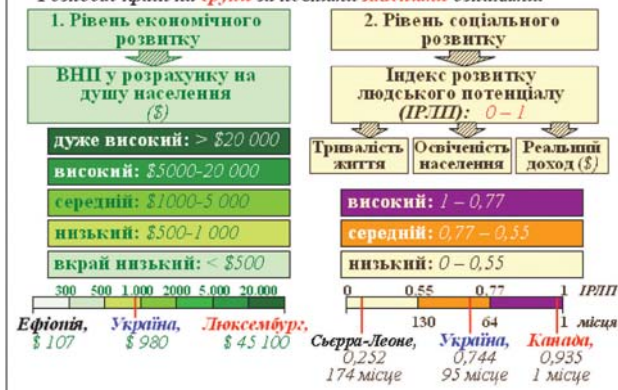 1. Рівень економічного
розвитку
ВНП у розрахунку на
душу населення
($)
дуже високий: > $20 000
високий: $5000-20 000
середній: $1000-5 000
низький: $500-1 000
вкрай низький: < $500
300 500 1.000 2000 5.000 20.000
Ефіопія, Україна, Люксембург,
$ 107 $ 980 $ 45 100
2. Рівень соціального
розвитку
Індекс розвитку
людського потенціалу
(ІРЛП): 0 – 1
Тривалість життя
Освіченість населення
Реальний доход ($)
високий: 1 – 0,77
середній: 0,77 – 0,55
низький: 0 – 0,55
0 0,55 0,77 1 ІРЛП
130 64 1 місця
Сьєрра-Леоне, Україна, Канада,
0,252 0,744 0,935
174 місце 95 місце 1 місце